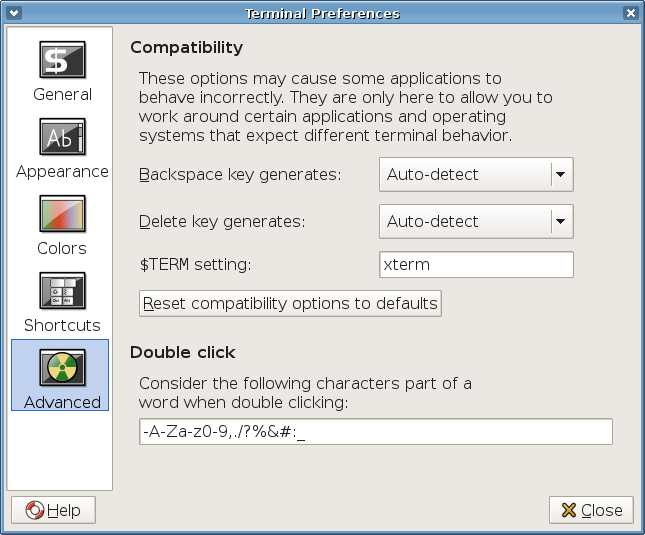 Terminal Preferences
General
Appearance
Colors
Shortcuts
Advanced
Compatibility
These options may cause some applications to
behave incorrectly. They are only here to allow you to
work around certain applications and operating
systems that expect different terminal behavior.
Backspace key generates: Auto-detect
Delete key generates: Auto-detect
$TERM setting: xterm
Reset compatibility options to defaults
Double click
Consider the following characters part of a
word when double clicking:
-A-Za-z0-9,./?%&#:_
Help
Close